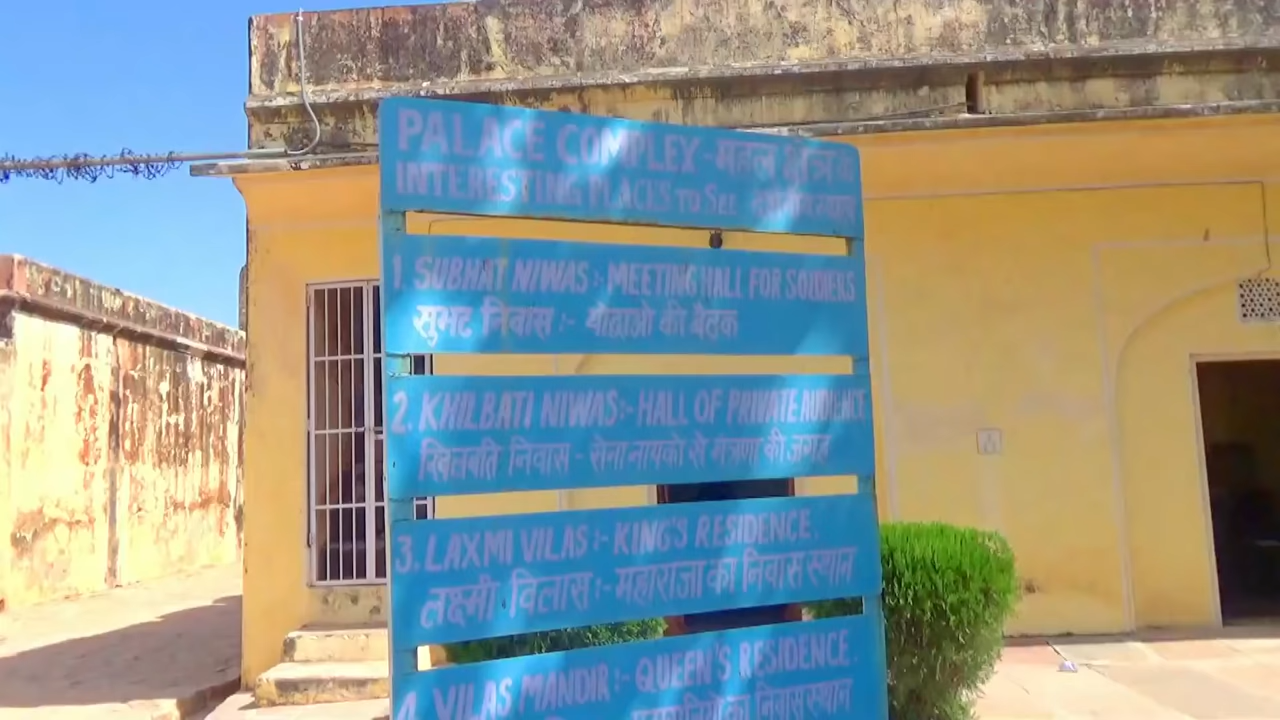 PALACE COMPLEX - महल क्षेत्र के
INTERESTING PLACES TO SEE
1. SUBHAT NIWAS :- MEETING HALL FOR SOLDIERS
सुभट निवास :- यौद्धाओ की बैठक
2. KHILBATI NIWAS:- HALL OF PRIVATE AUDIENCE
खिलबति निवास - सेना नायको से मंत्रणा की जगह
3. LAXMI VILAS :- KING'S RESIDENCE.
लक्ष्मी विलास :- महाराजा का निवास स्थान
4. VILAS MANDIR :- QUEEN'S RESIDENCE.
का निवास स्थान